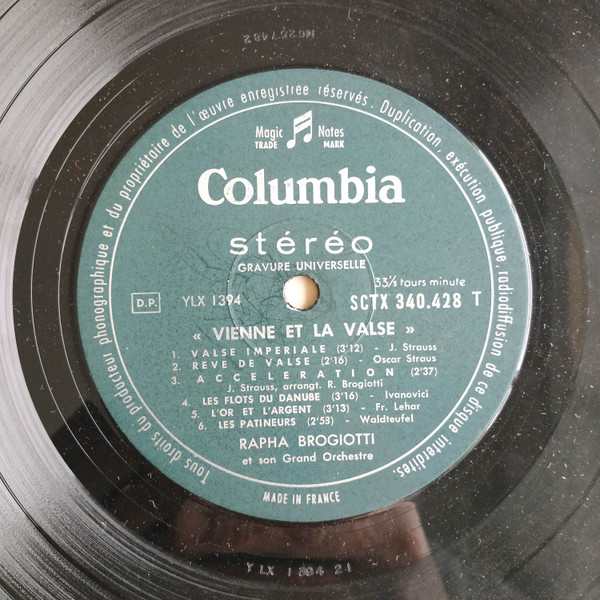 M6257432
Tous droits du producteur phonographique et du propriétaire de l'œuvre enregistrée réservés. Duplication, exécution publique, radiodiffusion de ce disque interdites.
Magic Notes
TRADE MARK
Columbia
stéréo
GRAVURE UNIVERSELLE
33⅓ tours minute
D.P. YLX 1394 SCTX 340.428 T
« VIENNE ET LA VALSE »
1. VALSE IMPERIALE (3'12) - J. Strauss
2. REVE DE VALSE (2'16) - Oscar Straus
3. ACCELERATION (2'37)
J. Strauss, arrangt. R. Brogiotti
4. LES FLOTS DU DANUBE (3'16) - Ivanovici
5. L'OR ET L'ARGENT (3'13) - Fr. Lehar
6. LES PATINEURS (2'53) - Waldteufel
RAPHA BROGIOTTI
et son Grand Orchestre
MADE IN FRANCE
YLX 1394 21